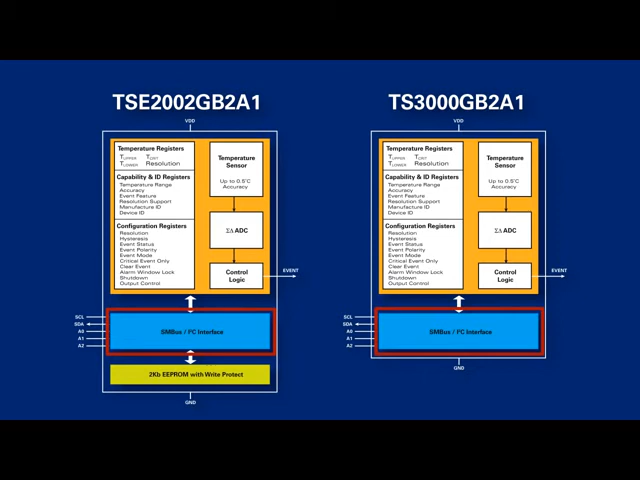 TSE2002GB2A1
VDD
Temperature Registers
TUPPER TCRIT
TLOWER Resolution
Capability & ID Registers
Temperature Range
Accuracy
Event Feature
Resolution Support
Manufacture ID
Device ID
Configuration Registers
Resolution
Hysteresis
Event Status
Event Polarity
Event Mode
Critical Event Only
Clear Event
Alarm Window Lock
Shutdown
Output Control
Temperature
Sensor
Up to 0.5°C
Accuracy
ΣΔ ADC
Control
Logic
EVENT
SCL
SDA
A0
A1
A2
SMBus / I²C Interface
2Kb EEPROM with Write Protect
GND
TS3000GB2A1
VDD
Temperature Registers
TUPPER TCRIT
TLOWER Resolution
Capability & ID Registers
Temperature Range
Accuracy
Event Feature
Resolution Support
Manufacture ID
Device ID
Configuration Registers
Resolution
Hysteresis
Event Status
Event Polarity
Event Mode
Critical Event Only
Clear Event
Alarm Window Lock
Shutdown
Output Control
Temperature
Sensor
Up to 0.5°C
Accuracy
ΣΔ ADC
Control
Logic
EVENT
SCL
SDA
A0
A1
A2
SMBus / I²C Interface
GND